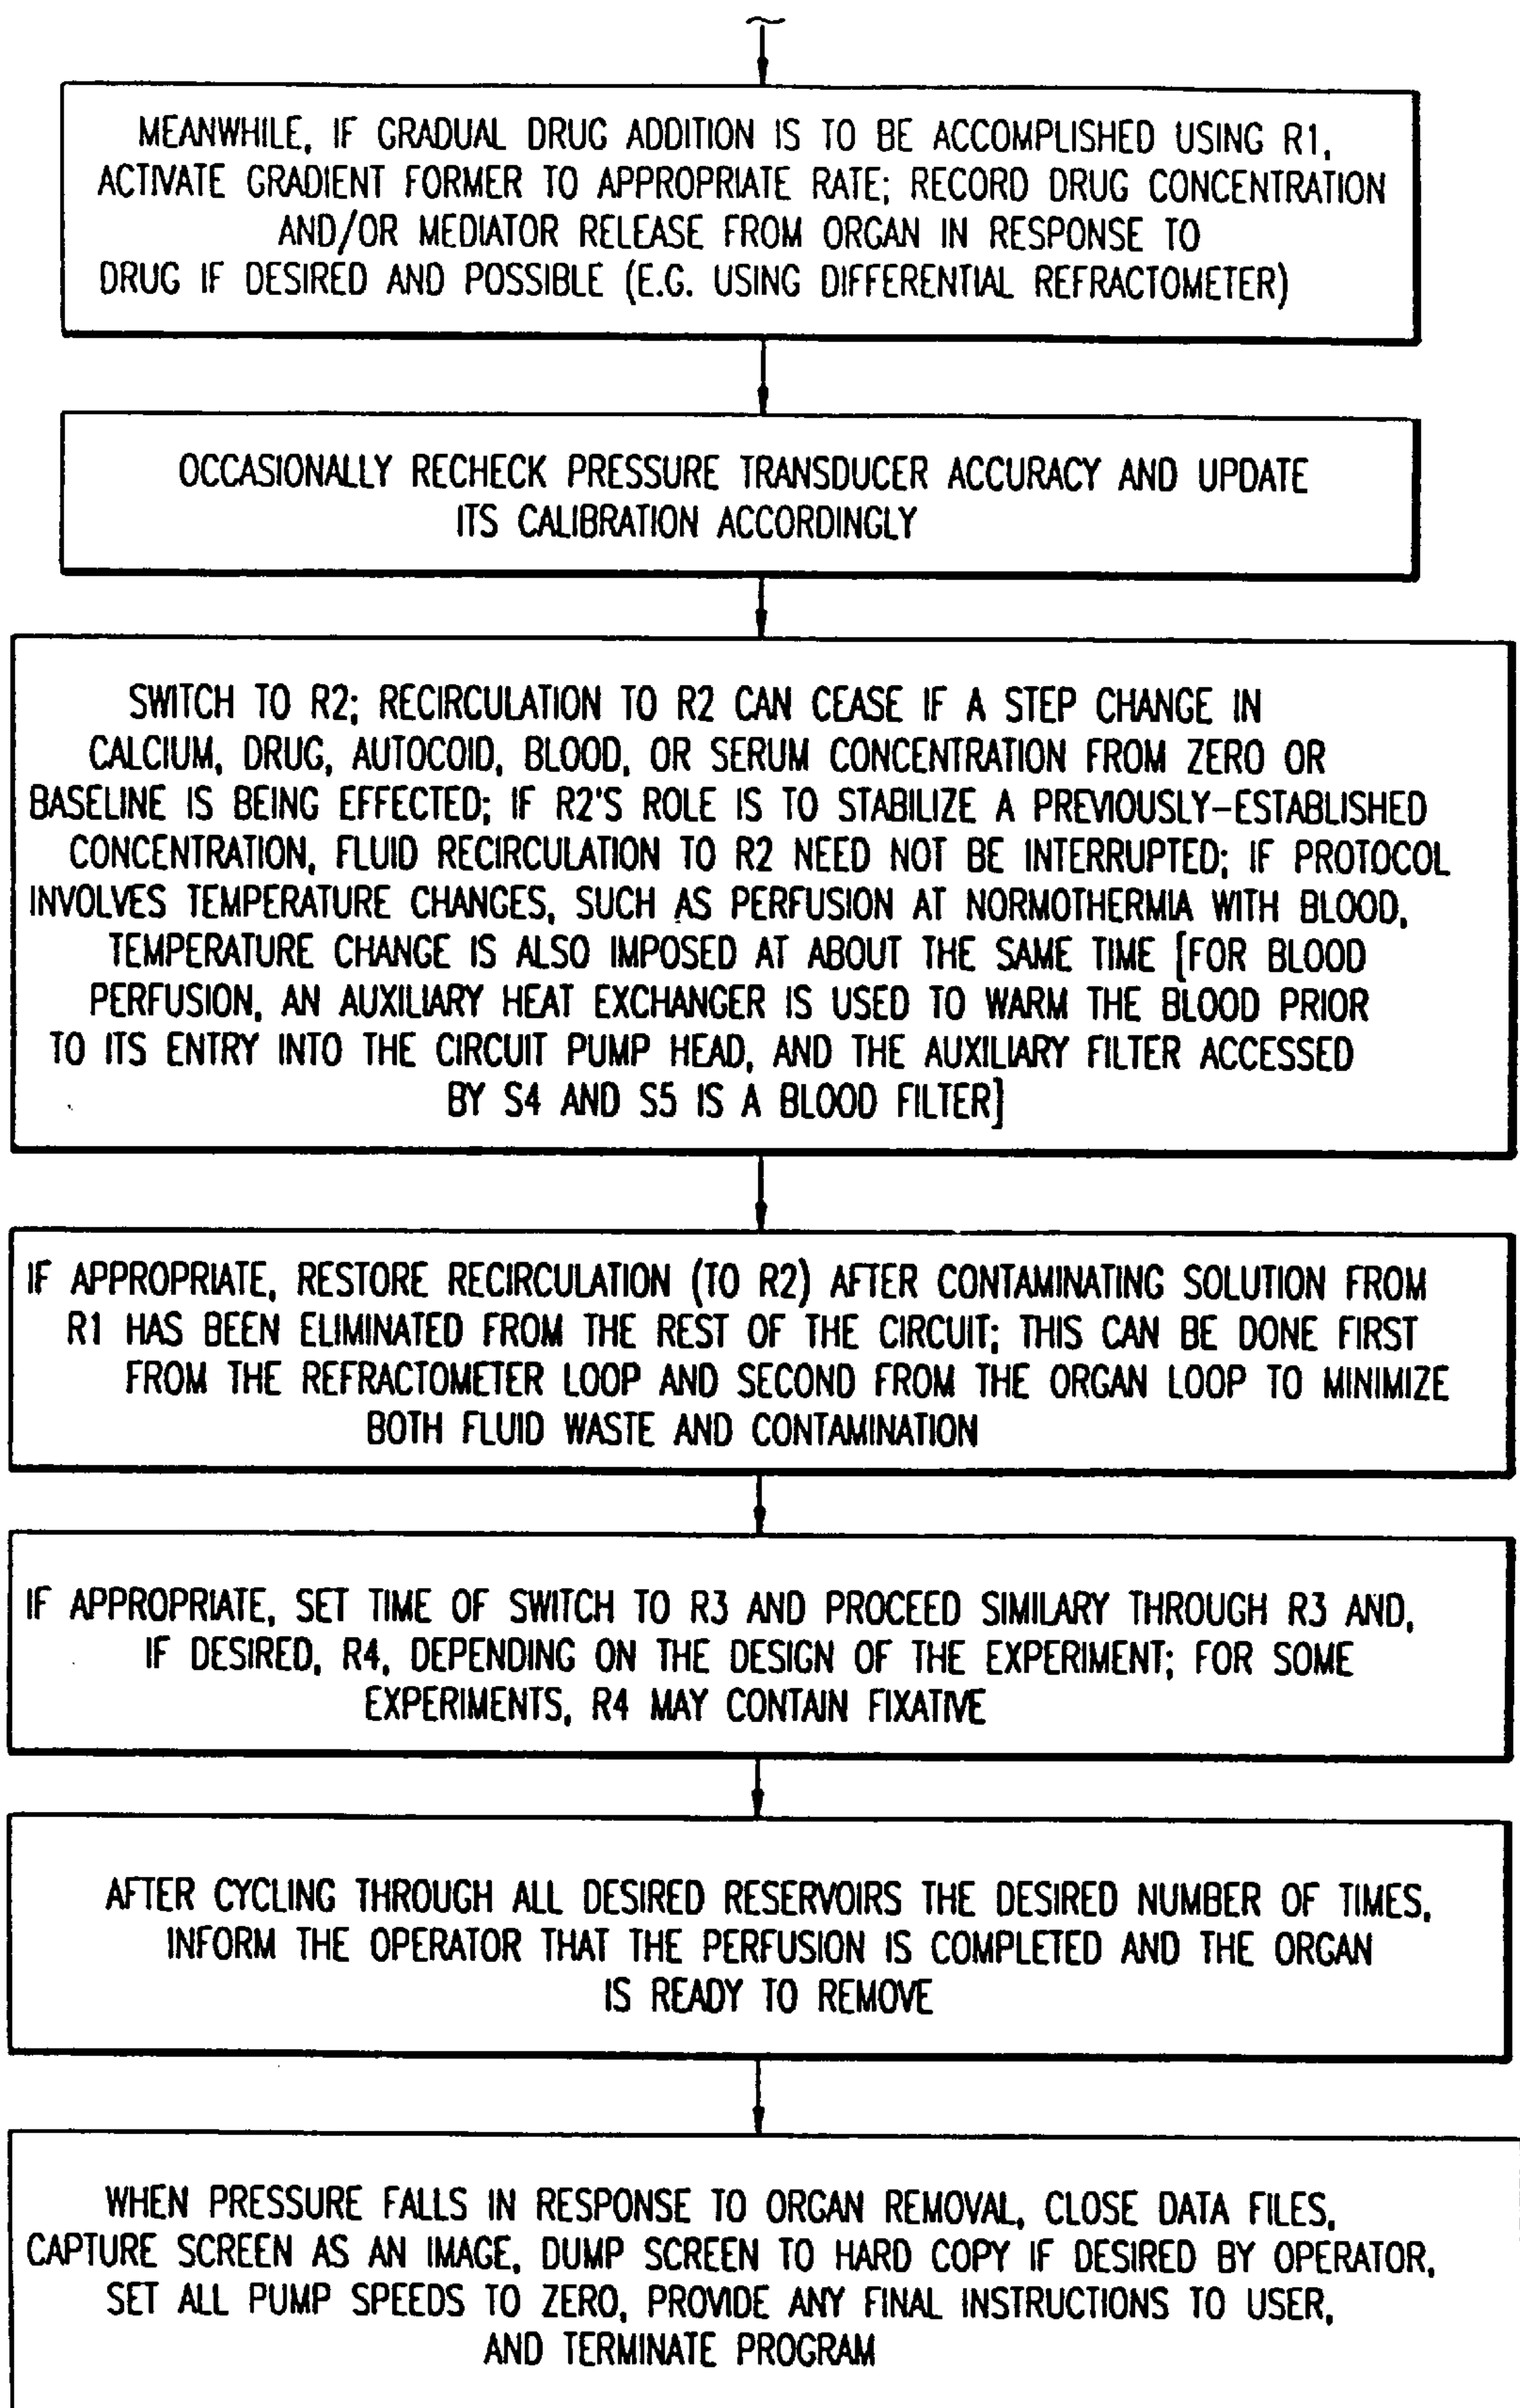 MEANWHILE, IF GRADUAL DRUG ADDITION IS TO BE ACCOMPLISHED USING R1,
ACTIVATE GRADIENT FORMER TO APPROPRIATE RATE; RECORD DRUG CONCENTRATION
AND/OR MEDIATOR RELEASE FROM ORGAN IN RESPONSE TO
DRUG IF DESIRED AND POSSIBLE (E.G. USING DIFFERENTIAL REFRACTOMETER)
OCCASIONALLY RECHECK PRESSURE TRANSDUCER ACCURACY AND UPDATE
ITS CALIBRATION ACCORDINGLY
SWITCH TO R2; RECIRCULATION TO R2 CAN CEASE IF A STEP CHANGE IN
CALCIUM, DRUG, AUTOCOID, BLOOD, OR SERUM CONCENTRATION FROM ZERO OR
BASELINE IS BEING EFFECTED; IF R2'S ROLE IS TO STABILIZE A PREVIOUSLY-ESTABLISHED
CONCENTRATION, FLUID RECIRCULATION TO R2 NEED NOT BE INTERRUPTED; IF PROTOCOL
INVOLVES TEMPERATURE CHANGES, SUCH AS PERFUSION AT NORMOTHERMIA WITH BLOOD,
TEMPERATURE CHANGE IS ALSO IMPOSED AT ABOUT THE SAME TIME [FOR BLOOD
PERFUSION, AN AUXILIARY HEAT EXCHANGER IS USED TO WARM THE BLOOD PRIOR
TO ITS ENTRY INTO THE CIRCUIT PUMP HEAD, AND THE AUXILIARY FILTER ACCESSED
BY S4 AND S5 IS A BLOOD FILTER]
IF APPROPRIATE, RESTORE RECIRCULATION (TO R2) AFTER CONTAMINATING SOLUTION FROM
R1 HAS BEEN ELIMINATED FROM THE REST OF THE CIRCUIT; THIS CAN BE DONE FIRST
FROM THE REFRACTOMETER LOOP AND SECOND FROM THE ORGAN LOOP TO MINIMIZE
BOTH FLUID WASTE AND CONTAMINATION
IF APPROPRIATE, SET TIME OF SWITCH TO R3 AND PROCEED SIMILARY THROUGH R3 AND,
IF DESIRED, R4, DEPENDING ON THE DESIGN OF THE EXPERIMENT; FOR SOME
EXPERIMENTS, R4 MAY CONTAIN FIXATIVE
AFTER CYCLING THROUGH ALL DESIRED RESERVOIRS THE DESIRED NUMBER OF TIMES,
INFORM THE OPERATOR THAT THE PERFUSION IS COMPLETED AND THE ORGAN
IS READY TO REMOVE
WHEN PRESSURE FALLS IN RESPONSE TO ORGAN REMOVAL, CLOSE DATA FILES,
CAPTURE SCREEN AS AN IMAGE, DUMP SCREEN TO HARD COPY IF DESIRED BY OPERATOR,
SET ALL PUMP SPEEDS TO ZERO, PROVIDE ANY FINAL INSTRUCTIONS TO USER,
AND TERMINATE PROGRAM